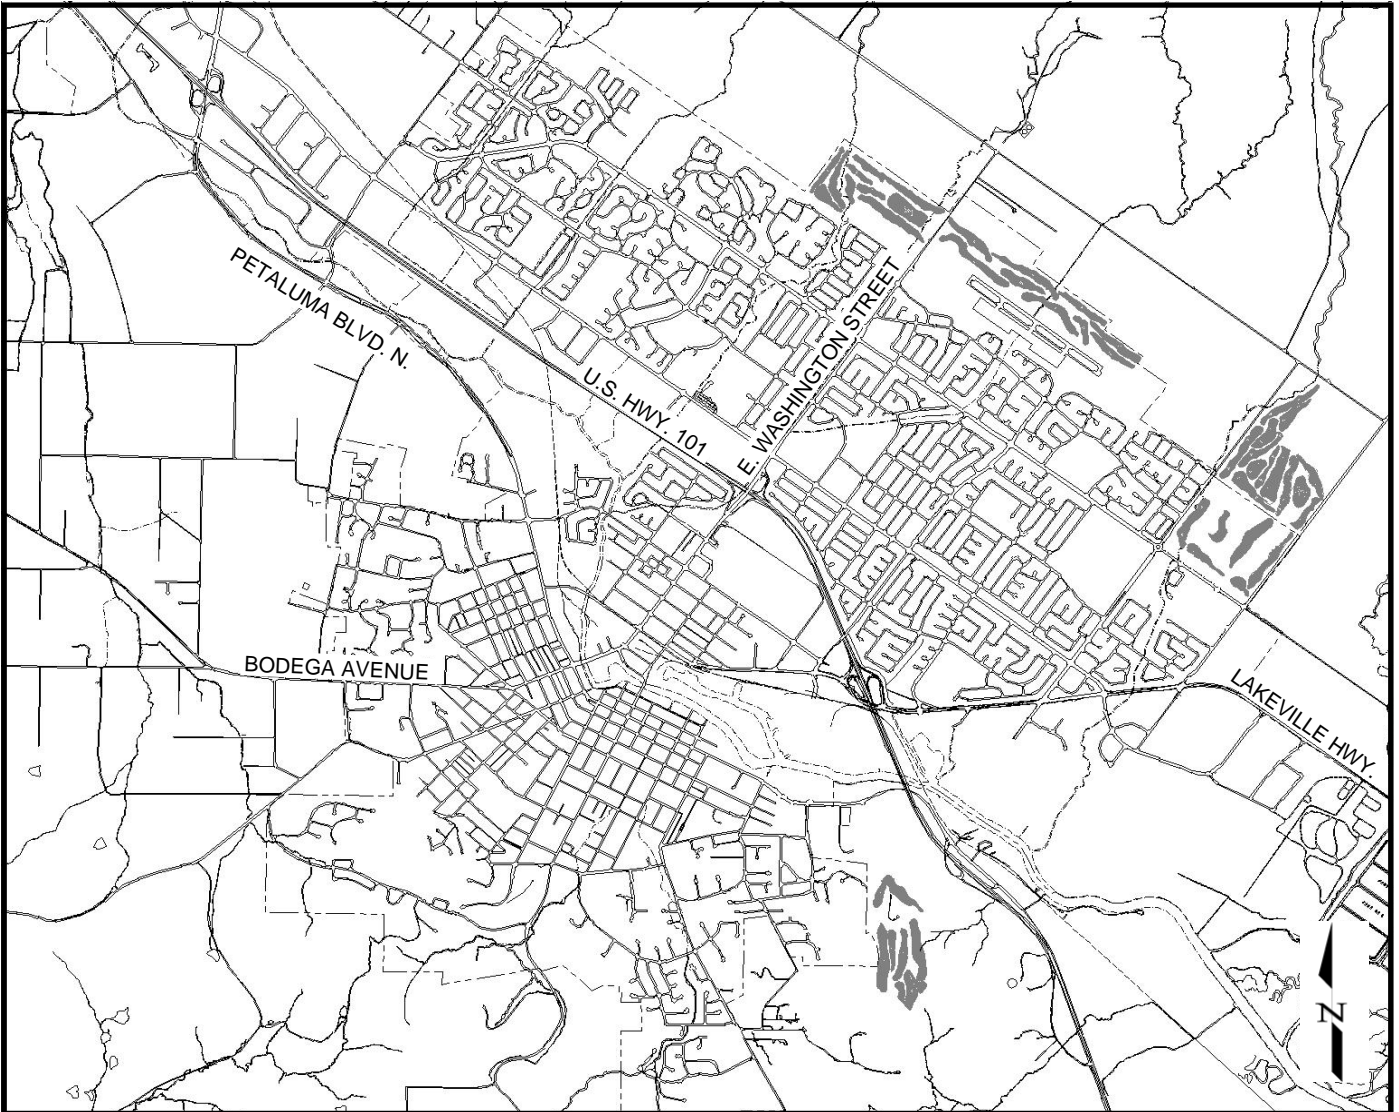 PETALUMA BLVD. N.
U.S. HWY. 101
E. WASHINGTON STREET
BODEGA AVENUE
LAKEVILLE HWY.
N